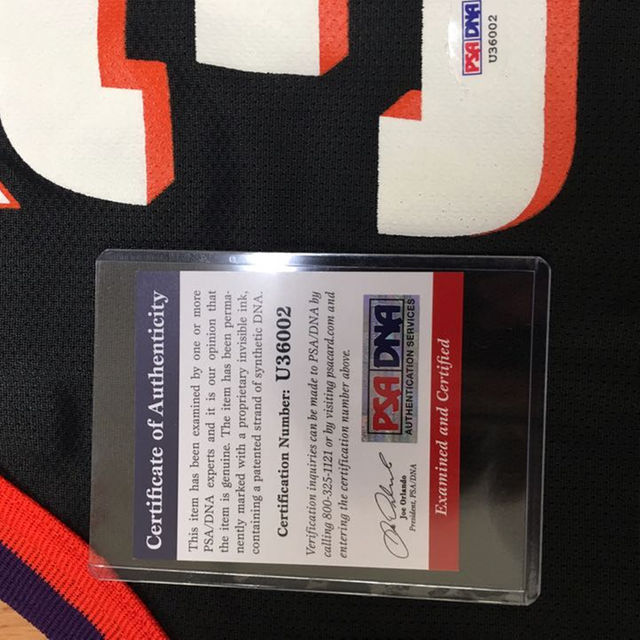 PSA DNA
U36002
Certificate of Authenticity
This item has been examined by one or more
PSA/DNA experts and it is our opinion that
the item is genuine. The item has been perma-
nently marked with a proprietary invisible ink,
containing a patented strand of synthetic DNA.
Certification Number: U36002
Verification inquiries can be made to PSA/DNA by
calling 800-325-1121 or by visiting psacard.com and
entering the certification number above.
Joe Orlando
President, PSA/DNA
PSA DNA
AUTHENTICATION SERVICES
Examined and Certified